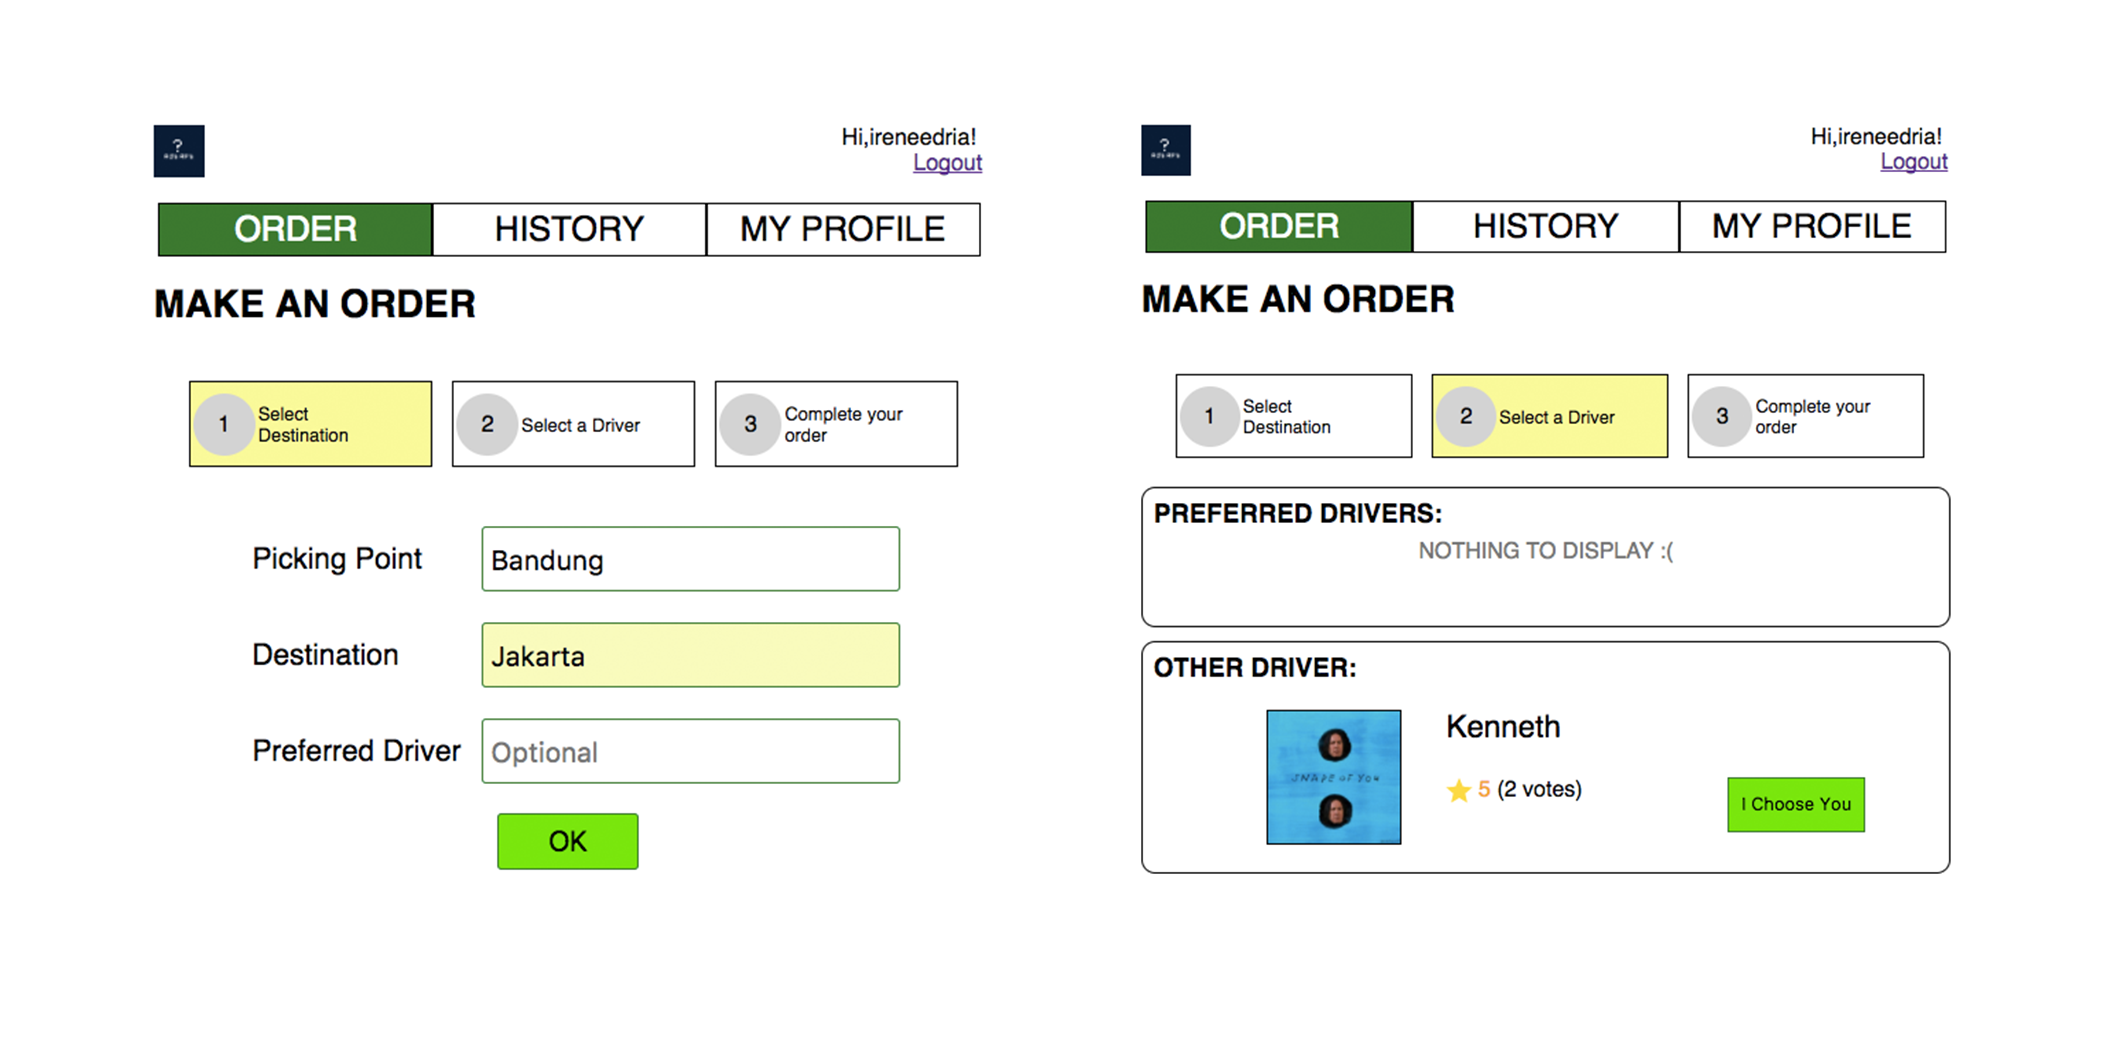 ?
Hi,ireneedria!
Logout
ORDER
HISTORY
MY PROFILE
MAKE AN ORDER
1
Select
Destination
2
Select a Driver
3
Complete your
order
Picking Point
Bandung
Destination
Jakarta
Preferred Driver
Optional
OK
?
Hi,ireneedria!
Logout
ORDER
HISTORY
MY PROFILE
MAKE AN ORDER
1
Select
Destination
2
Select a Driver
3
Complete your
order
PREFERRED DRIVERS:
NOTHING TO DISPLAY :(
OTHER DRIVER:
SNAPE OF YOU
Kenneth
5 (2 votes)
I Choose You